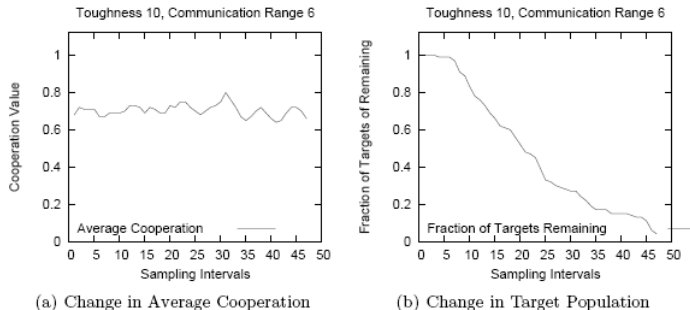 Toughness 10, Communication Range 6
Cooperation Value
1
0.8
0.6
0.4
0.2
0
Average Cooperation
0 5 10 15 20 25 30 35 40 45 50
Sampling Intervals
(a) Change in Average Cooperation
Toughness 10, Communication Range 6
Fraction of Targets of Remaining
1
0.8
0.6
0.4
0.2
0
Fraction of Targets Remaining
0 5 10 15 20 25 30 35 40 45 50
Sampling Intervals
(b) Change in Target Population